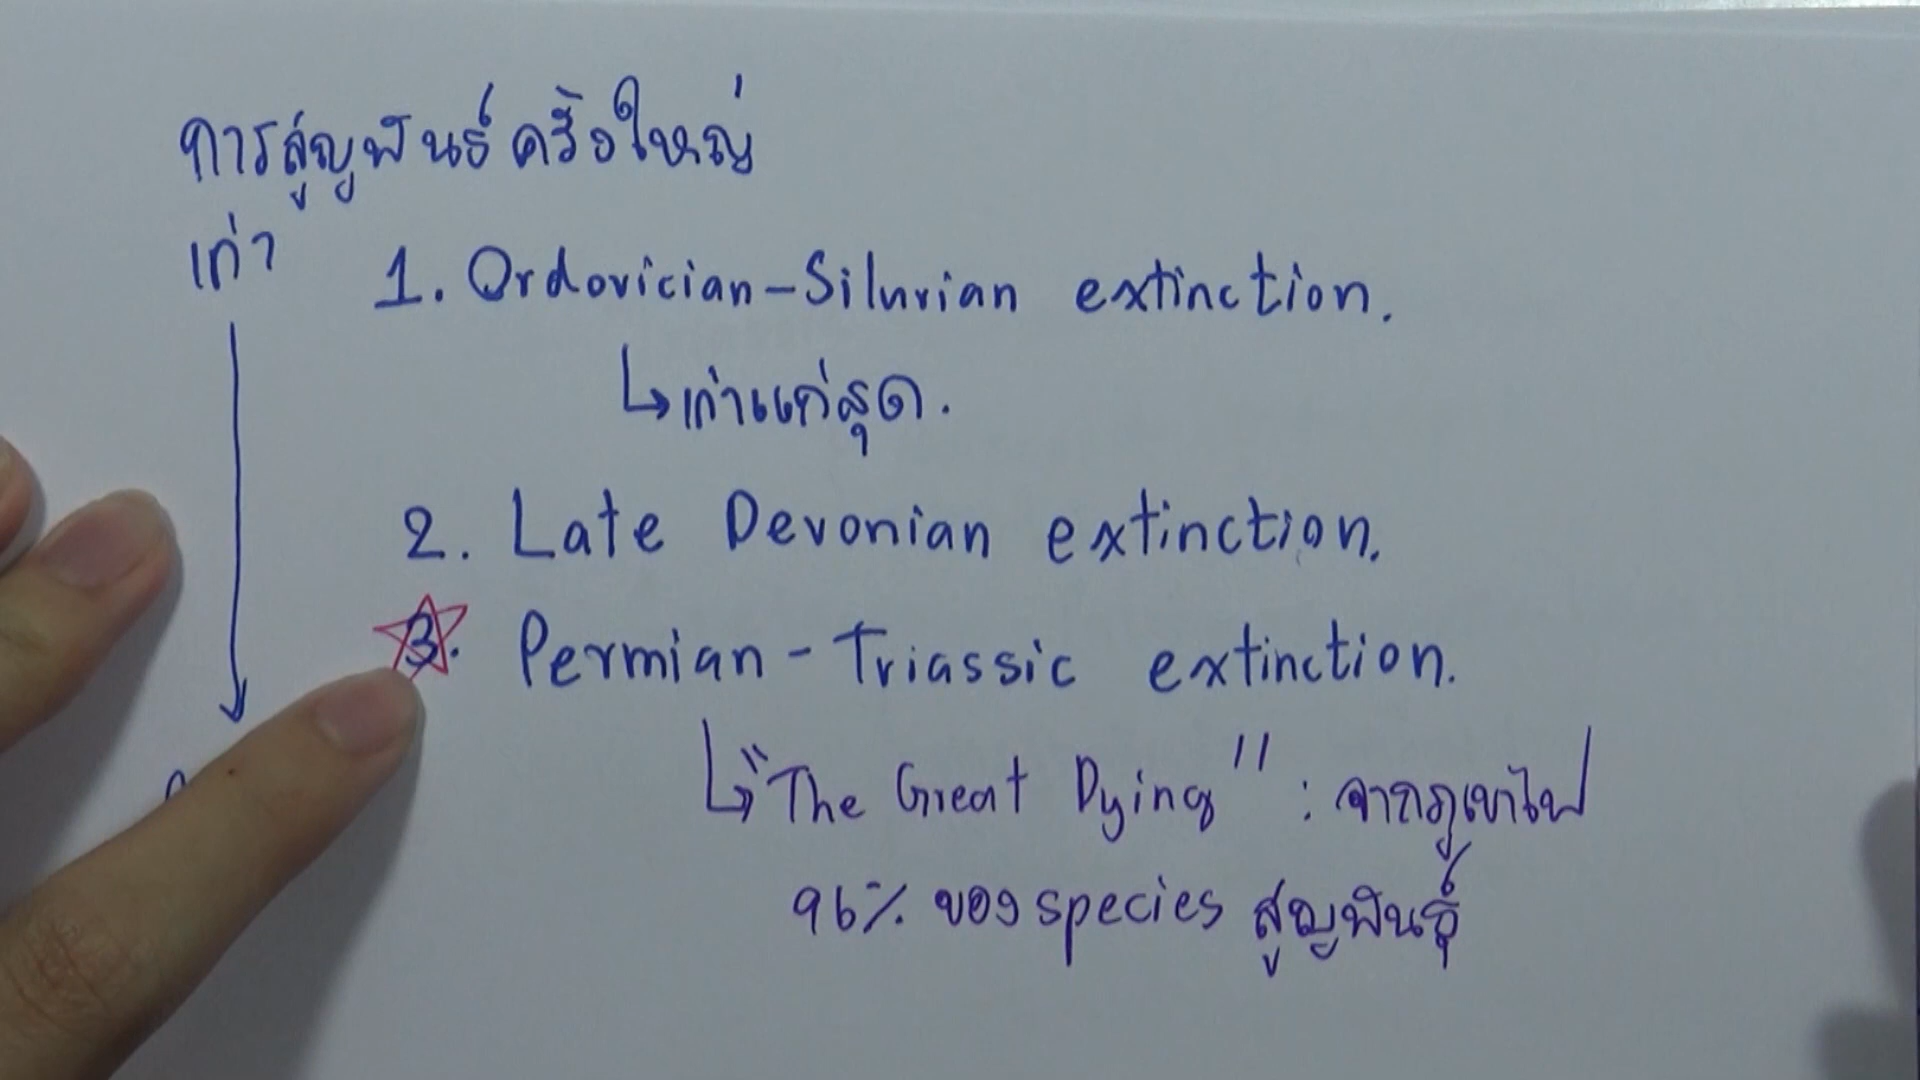 การสูญพันธ์ครั้งใหญ่
เก่า
1. Ordovician-Silurian extinction.
↳ เก่าแก่สุด.
2. Late Devonian extinction.
3. Permian - Triassic extinction.
↳ "The Great Dying" : จากภูเขาไฟ
96% ของ species สูญพันธุ์